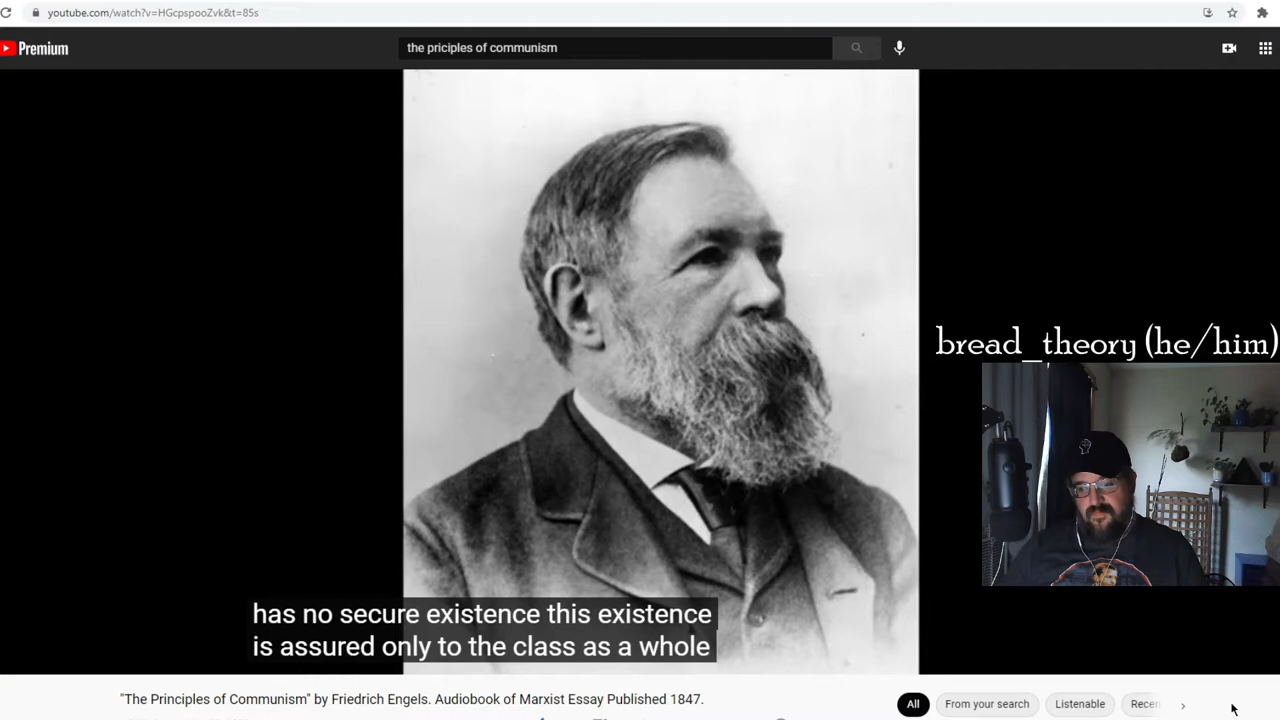 youtube.com/watch?v=HGcpspooZvk&t=85s
Premium
the priciples of communism
bread_theory (he/him)
has no secure existence this existence
is assured only to the class as a whole
"The Principles of Communism" by Friedrich Engels. Audiobook of Marxist Essay Published 1847.
All
From your search
Listenable